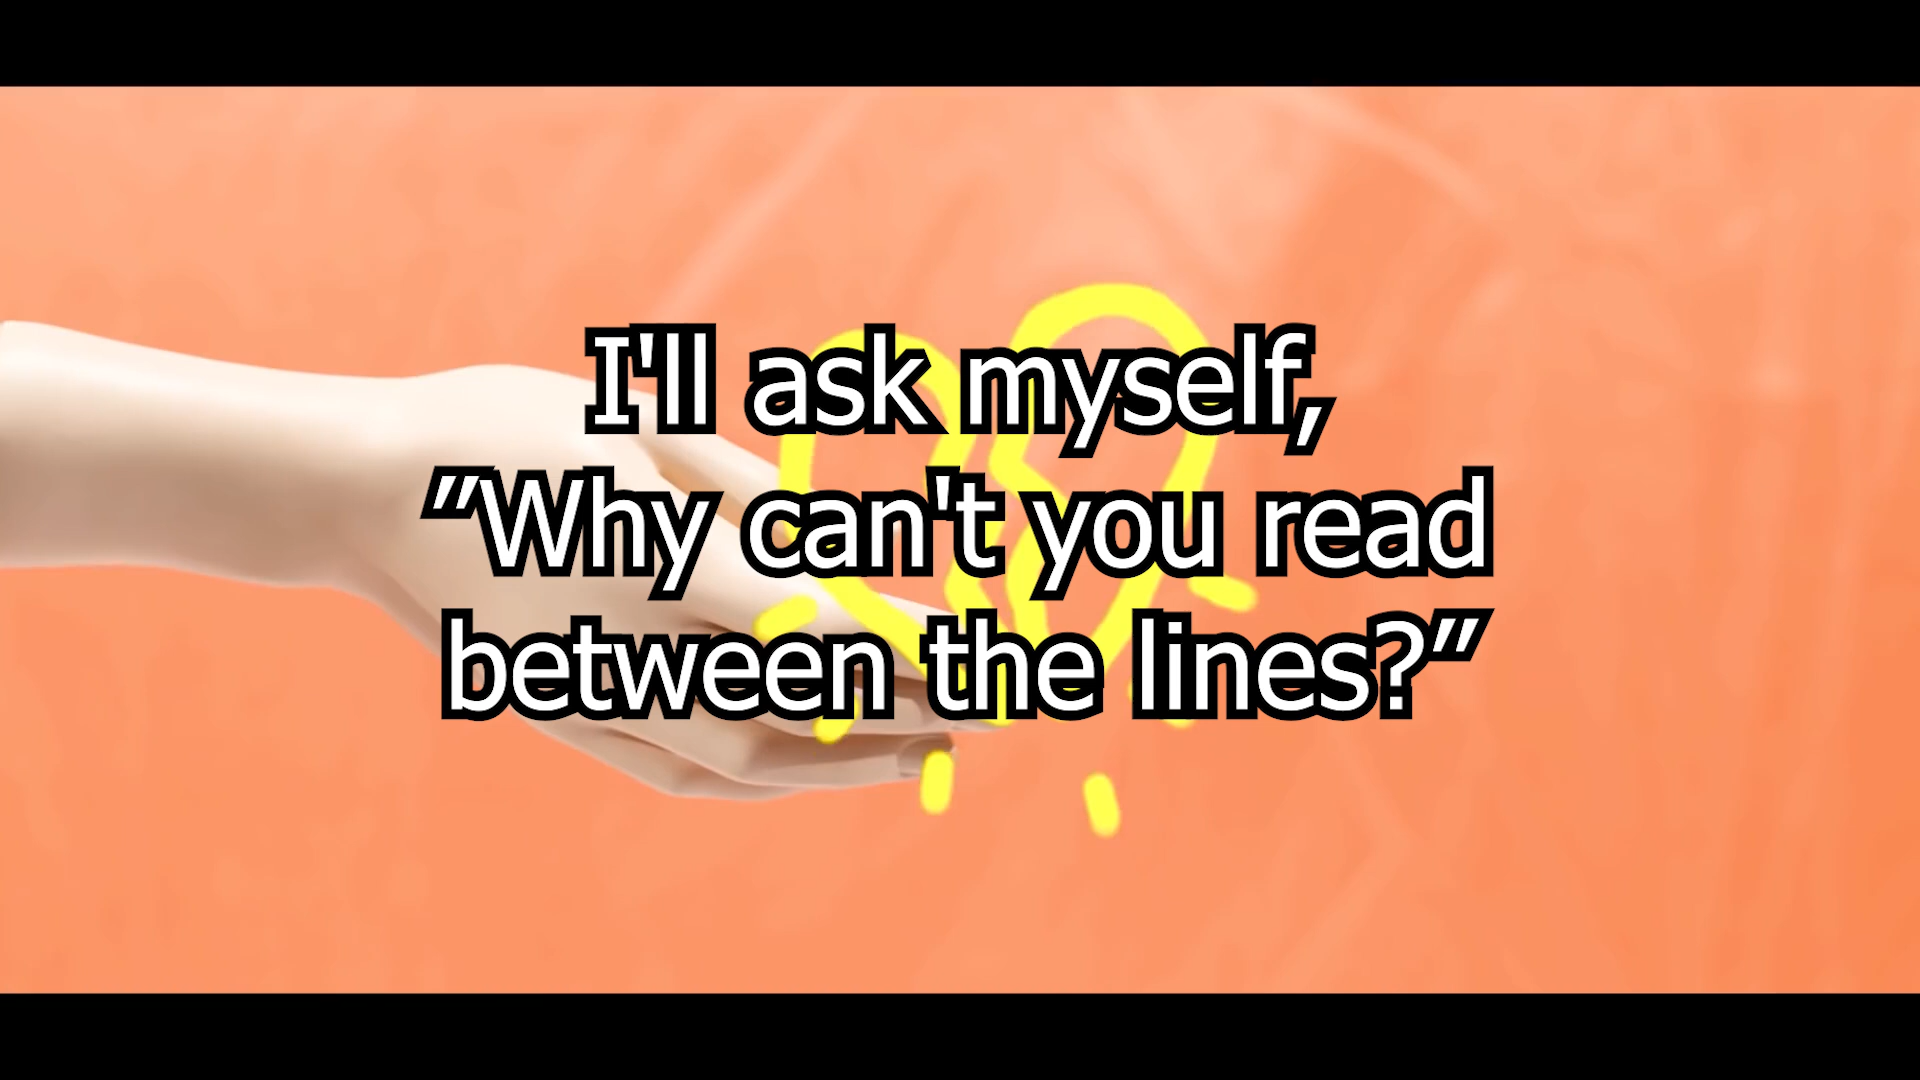 I'll ask myself,
”Why can't you read
between the lines?”